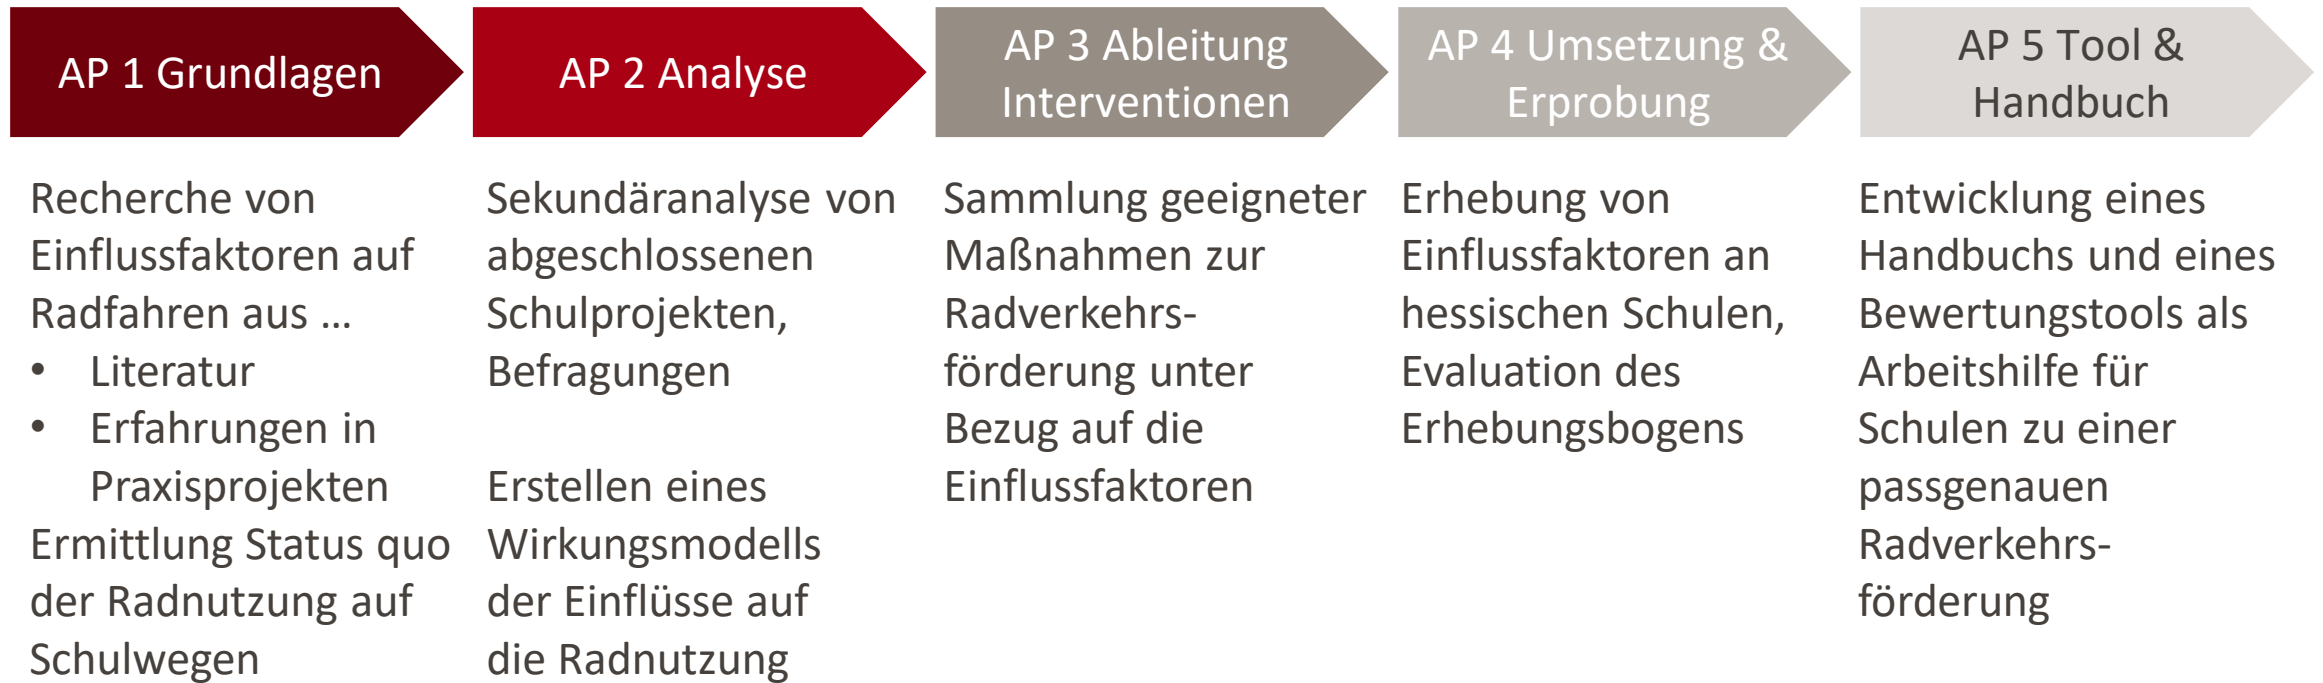 AP 1 Grundlagen
Recherche von
Einflussfaktoren auf
Radfahren aus ...
• Literatur
• Erfahrungen in
Praxisprojekten
Ermittlung Status quo
der Radnutzung auf
Schulwegen
AP 2 Analyse
Sekundäranalyse von
abgeschlossenen
Schulprojekten,
Befragungen
Erstellen eines
Wirkungsmodells
der Einflüsse auf
die Radnutzung
AP 3 Ableitung
Interventionen
Sammlung geeigneter
Maßnahmen zur
Radverkehrs-
förderung unter
Bezug auf die
Einflussfaktoren
AP 4 Umsetzung &
Erprobung
Erhebung von
Einflussfaktoren an
hessischen Schulen,
Evaluation des
Erhebungsbogens
AP 5 Tool &
Handbuch
Entwicklung eines
Handbuchs und eines
Bewertungstools als
Arbeitshilfe für
Schulen zu einer
passgenauen
Radverkehrs-
förderung